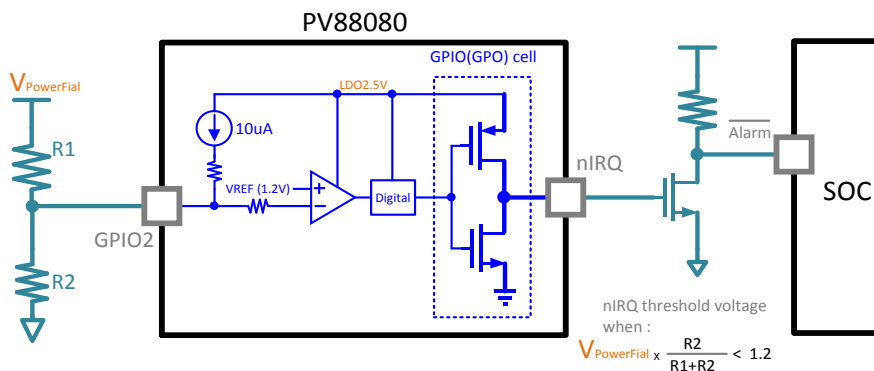 PV88080
GPIO(GPO) cell
V PowerFial
LDO2.5V
10uA
R1
VREF (1.2V)
+
−
Digital
nIRQ
Alarm
SOC
GPIO2
R2
nIRQ threshold voltage
when :
V PowerFial x R2 / R1+R2 < 1.2